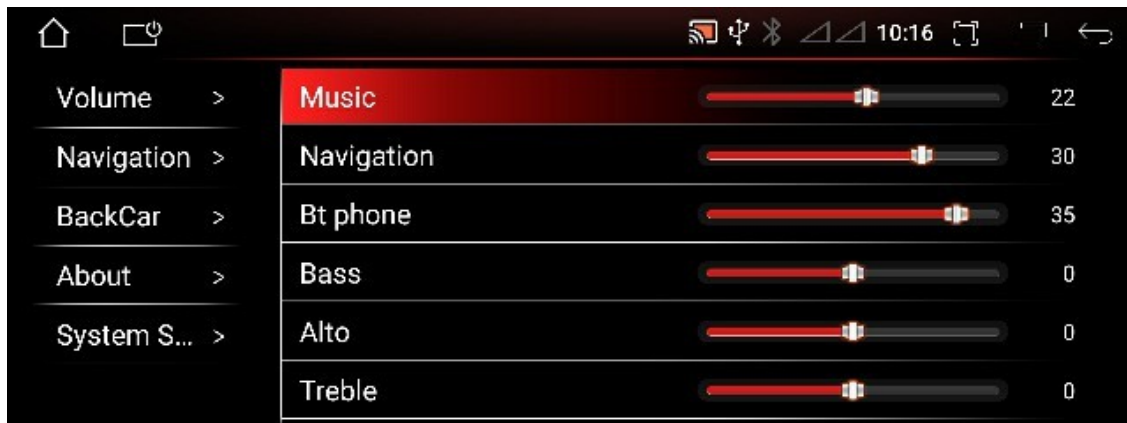 10:16
Volume >
Navigation >
BackCar >
About >
System S... >
Music 22
Navigation 30
Bt phone 35
Bass 0
Alto 0
Treble 0